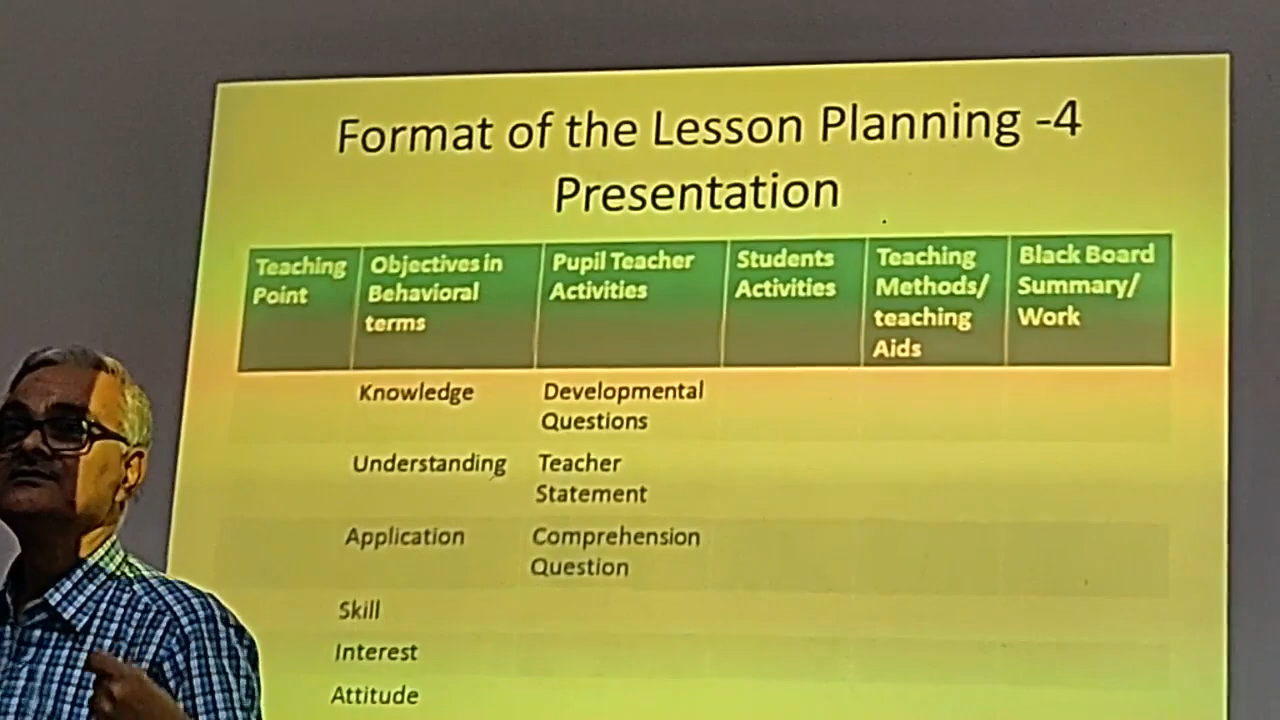 Format of the Lesson Planning -4
Presentation
Teaching
Point
Objectives in
Behavioral
terms
Pupil Teacher
Activities
Students
Activities
Teaching
Methods/
teaching
Aids
Black Board
Summary/
Work
Knowledge
Developmental
Questions
Understanding
Teacher
Statement
Application
Comprehension
Question
Skill
Interest
Attitude